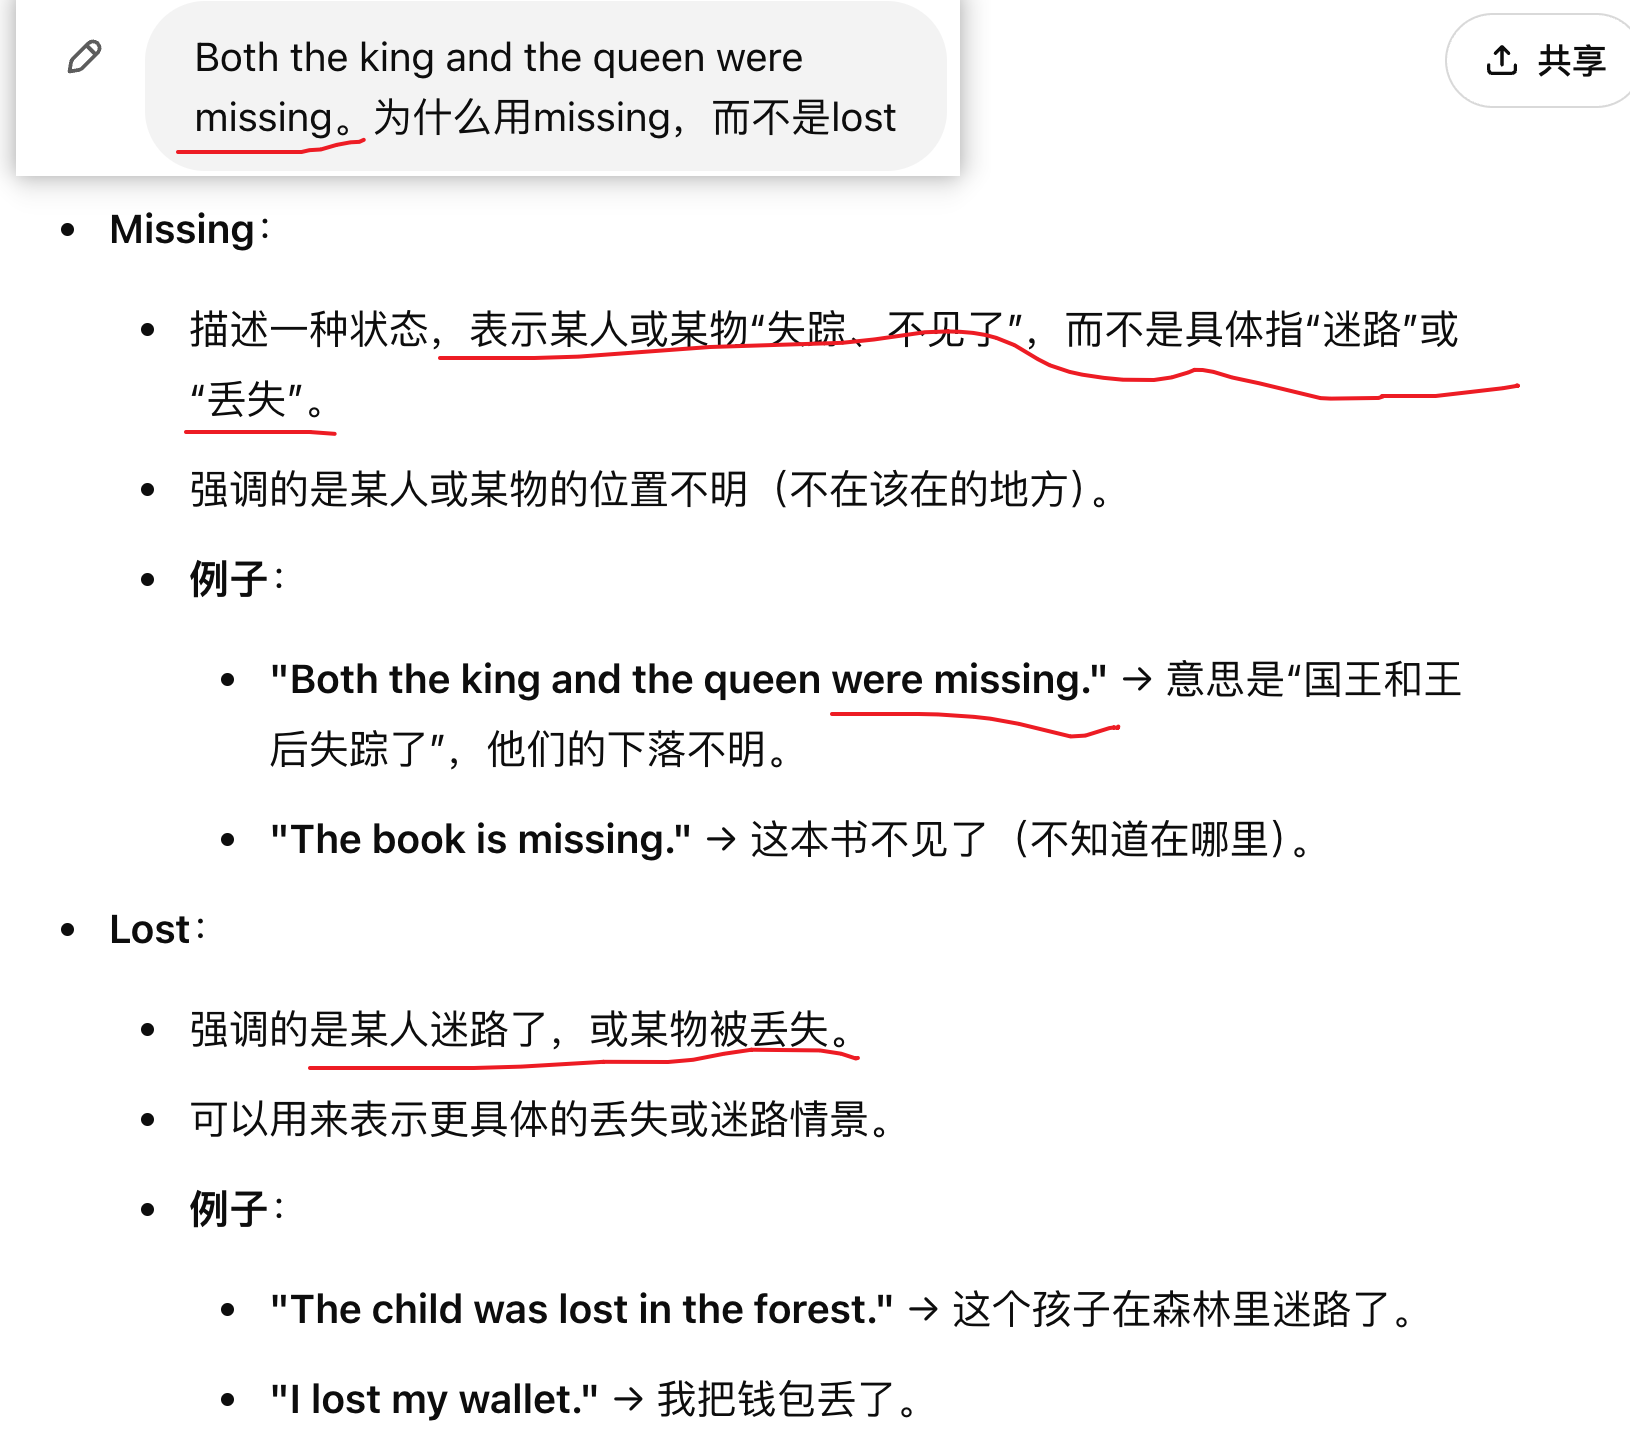 Both the king and the queen were
missing。为什么用missing，而不是lost
共享
Missing：
描述一种状态，表示某人或某物“失踪、不见了”，而不是具体指“迷路”或
“丢失”。
强调的是某人或某物的位置不明（不在该在的地方）。
例子：
"Both the king and the queen were missing." → 意思是“国王和王
后失踪了”，他们的下落不明。
"The book is missing." → 这本书不见了（不知道在哪里）。
Lost：
强调的是某人迷路了，或某物被丢失。
可以用来表示更具体的丢失或迷路情景。
例子：
"The child was lost in the forest." → 这个孩子在森林里迷路了。
"I lost my wallet." → 我把钱包丢了。